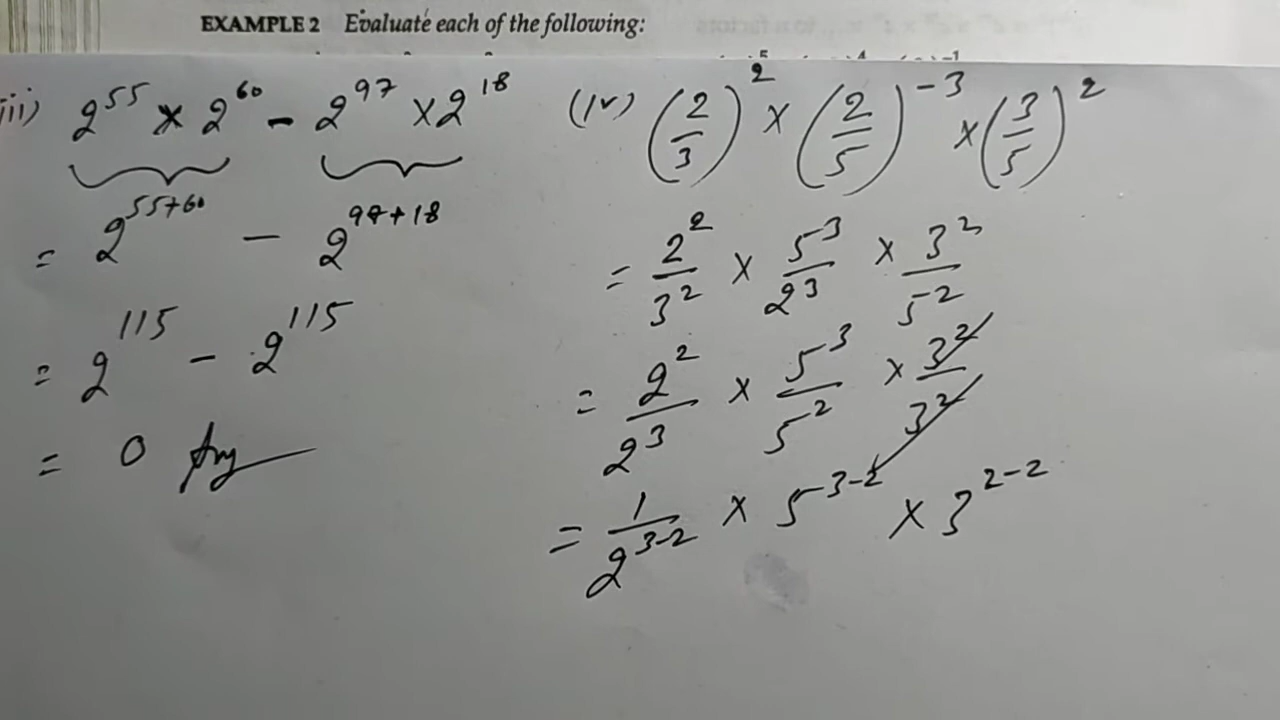 EXAMPLE 2 Evaluate each of the following:
iii) 2^55 × 2^60 - 2^97 × 2^18
= 2^(55+60) - 2^(97+18)
= 2^115 - 2^115
= 0 Ans
(iv) (2/3)^2 × (2/5)^-3 × (3/5)^2
= 2^2/3^2 × 5^3/2^3 × 3^2/5^2
= 2^2/2^3 × 5^3/5^2 × 3^2/3^2
= 1/2^(3-2) × 5^(3-2) × 3^(2-2)